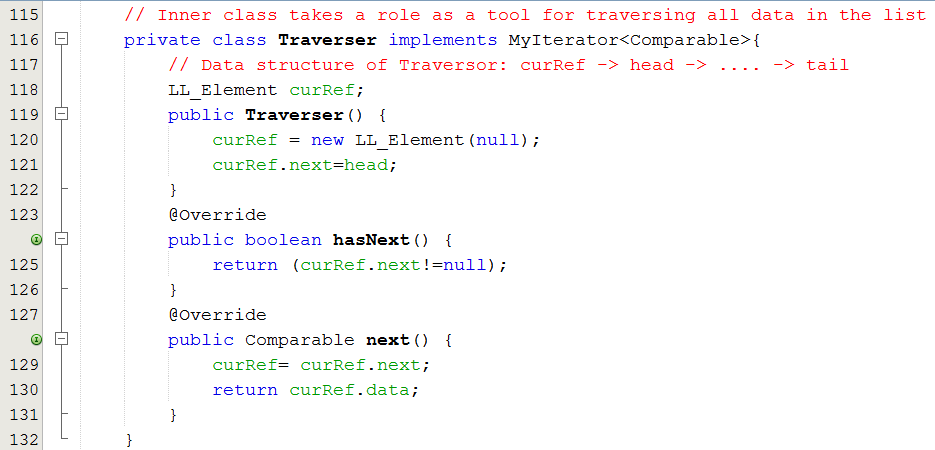 115 // Inner class takes a role as a tool for traversing all data in the list
116 private class Traverser implements MyIterator<Comparable>{
117 // Data structure of Traversor: curRef -> head -> .... -> tail
118 LL_Element curRef;
119 public Traverser() {
120 curRef = new LL_Element(null);
121 curRef.next=head;
122 }
123 @Override
public boolean hasNext() {
125 return (curRef.next!=null);
126 }
127 @Override
public Comparable next() {
129 curRef= curRef.next;
130 return curRef.data;
131 }
132 }